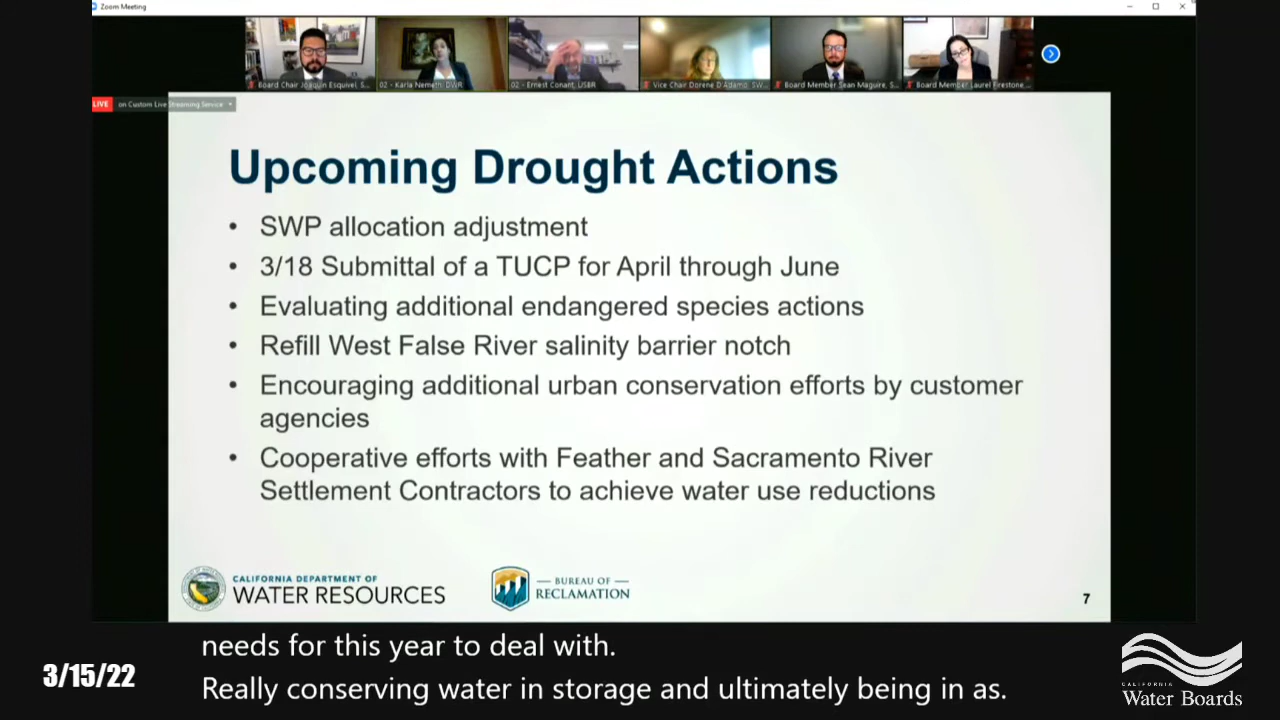 Zoom Meeting
Board Chair Joaquin Esquivel, S...
02 - Karla Nemeth, DWR
02 - Ernest Conant, USBR
Vice Chair Dorene D'Adamo, SW...
Board Member Sean Maguire, S...
Board Member Laurel Firestone,...
LIVE on Custom Live Streaming Service
Upcoming Drought Actions
• SWP allocation adjustment
• 3/18 Submittal of a TUCP for April through June
• Evaluating additional endangered species actions
• Refill West False River salinity barrier notch
• Encouraging additional urban conservation efforts by customer
agencies
• Cooperative efforts with Feather and Sacramento River
Settlement Contractors to achieve water use reductions
CALIFORNIA DEPARTMENT OF
WATER RESOURCES
BUREAU OF
RECLAMATION
7
needs for this year to deal with.
3/15/22
Really conserving water in storage and ultimately being in as.
CALIFORNIA
Water Boards